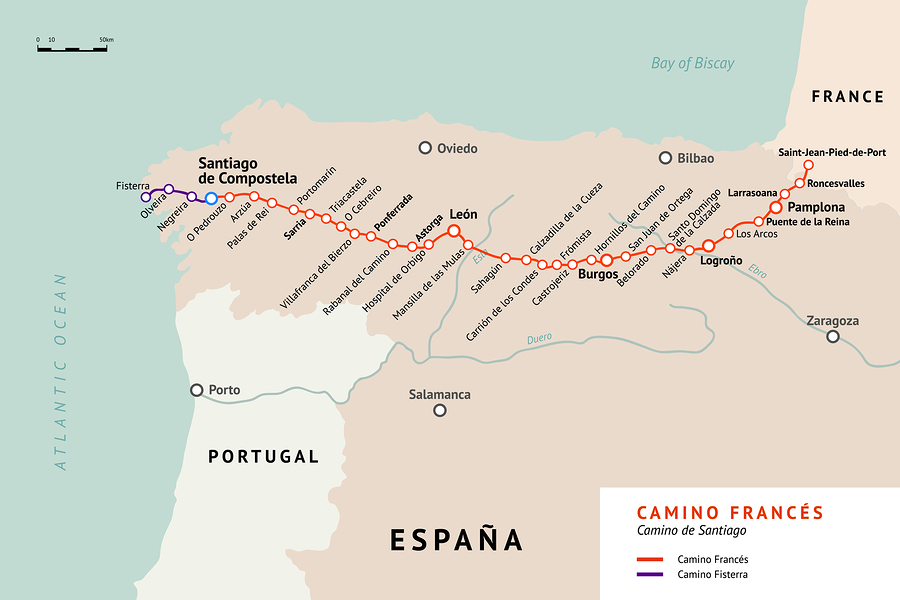 0 10 50km
Bay of Biscay
FRANCE
Saint-Jean-Pied-de-Port
Roncesvalles
Larrasoana
Pamplona
Puente de la Reina
Los Arcos
Logroño
Nájera
Santo Domingo
de la Calzada
Belorado
San Juan de Ortega
Burgos
Hornillos del Camino
Castrojeriz
Frómista
Carrión de los Condes
Calzadilla de la Cueza
Sahagún
Mansilla de las Mulas
León
Hospital de Orbigo
Astorga
Rabanal del Camino
Ponferrada
Villafranca del Bierzo
O Cebreiro
Triacastela
Sarria
Portomarín
Palas de Rei
Arzúa
O Pedrouzo
Santiago
de Compostela
Negreira
Olveira
Fisterra
Oviedo
Bilbao
Esla
Ebro
Duero
Zaragoza
Salamanca
Porto
ATLANTIC OCEAN
PORTUGAL
ESPAÑA
CAMINO FRANCÉS
Camino de Santiago
Camino Francés
Camino Fisterra